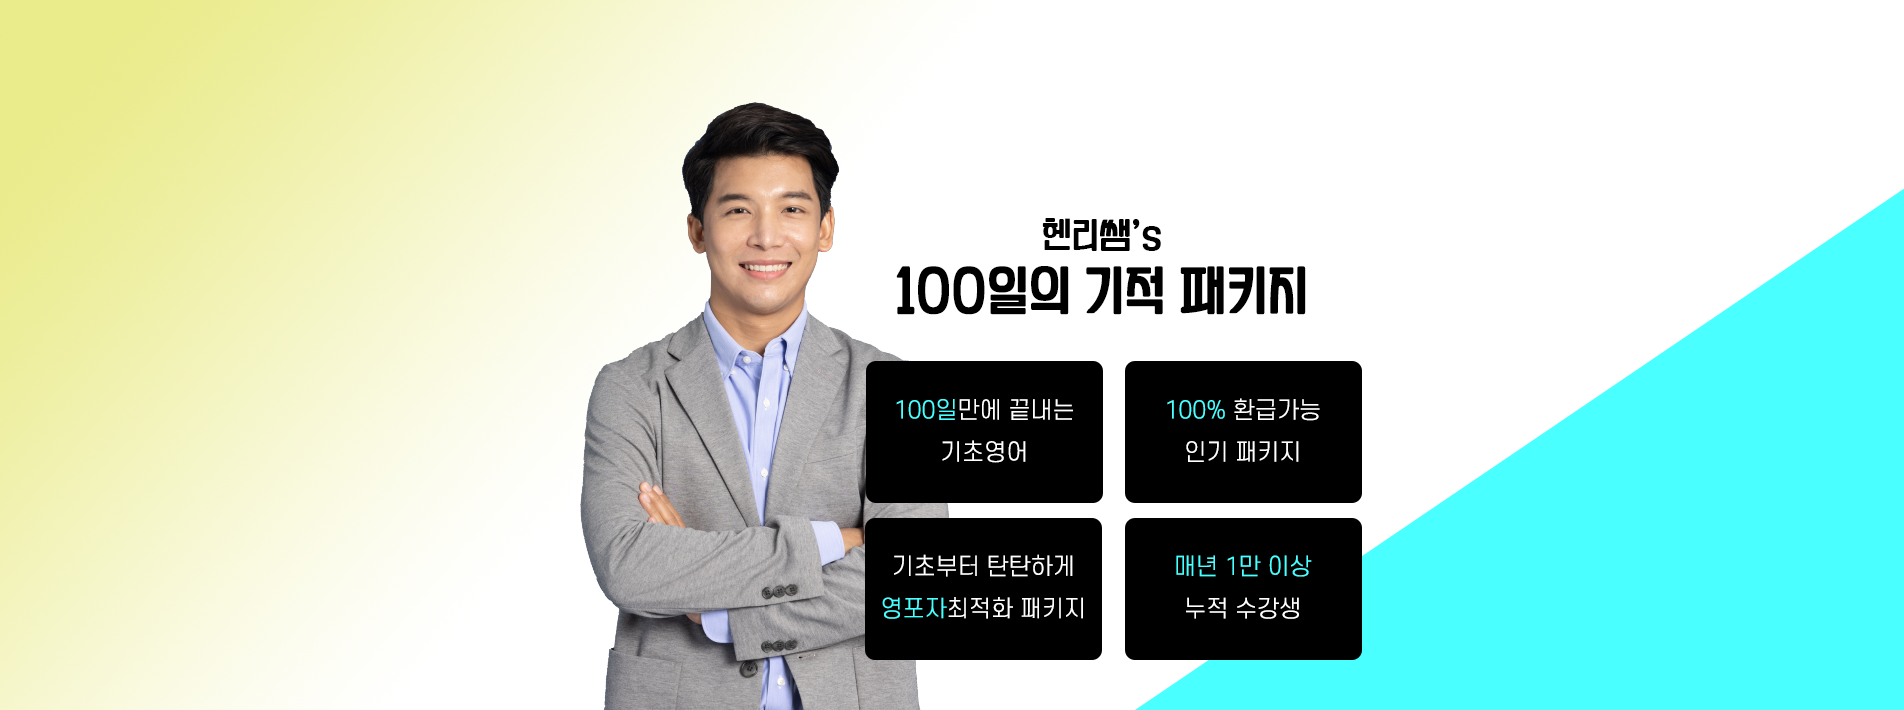 헨리쌤's
100일의 기적 패키지
100일만에 끝내는
기초영어
100% 환급가능
인기 패키지
기초부터 탄탄하게
영포자최적화 패키지
매년 1만 이상
누적 수강생